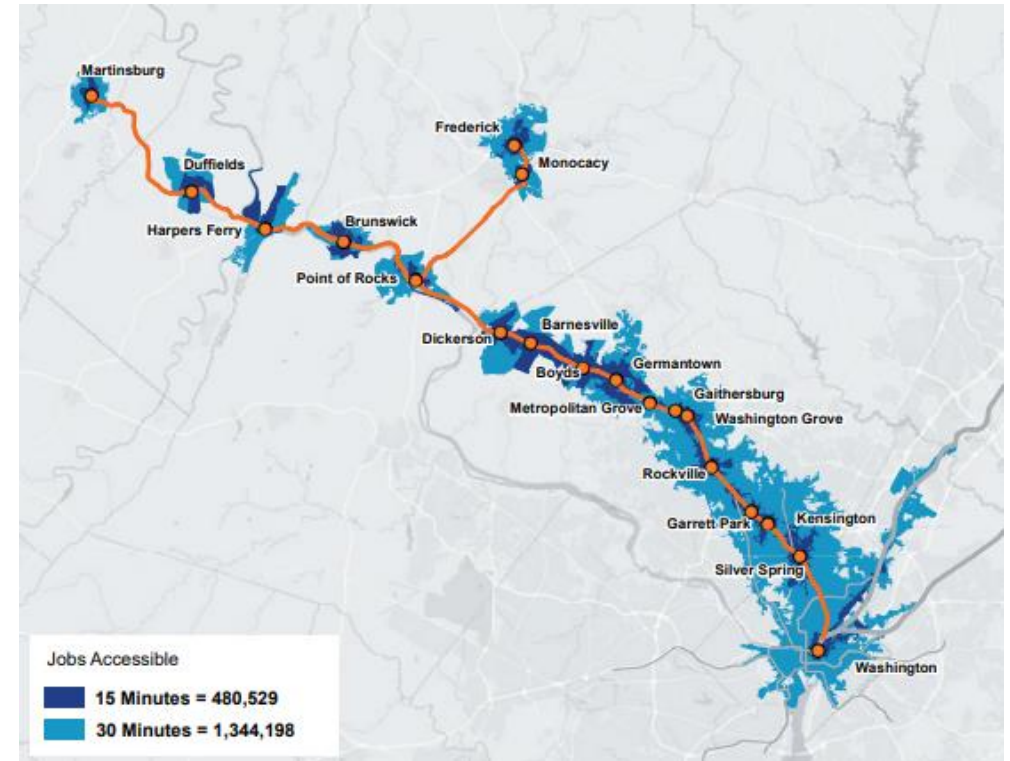 Martinsburg
Frederick
Monocacy
Duffields
Harpers Ferry
Brunswick
Point of Rocks
Dickerson
Barnesville
Boyds
Germantown
Metropolitan Grove
Gaithersburg
Washington Grove
Rockville
Garrett Park
Kensington
Silver Spring
Washington
Jobs Accessible
15 Minutes = 480,529
30 Minutes = 1,344,198